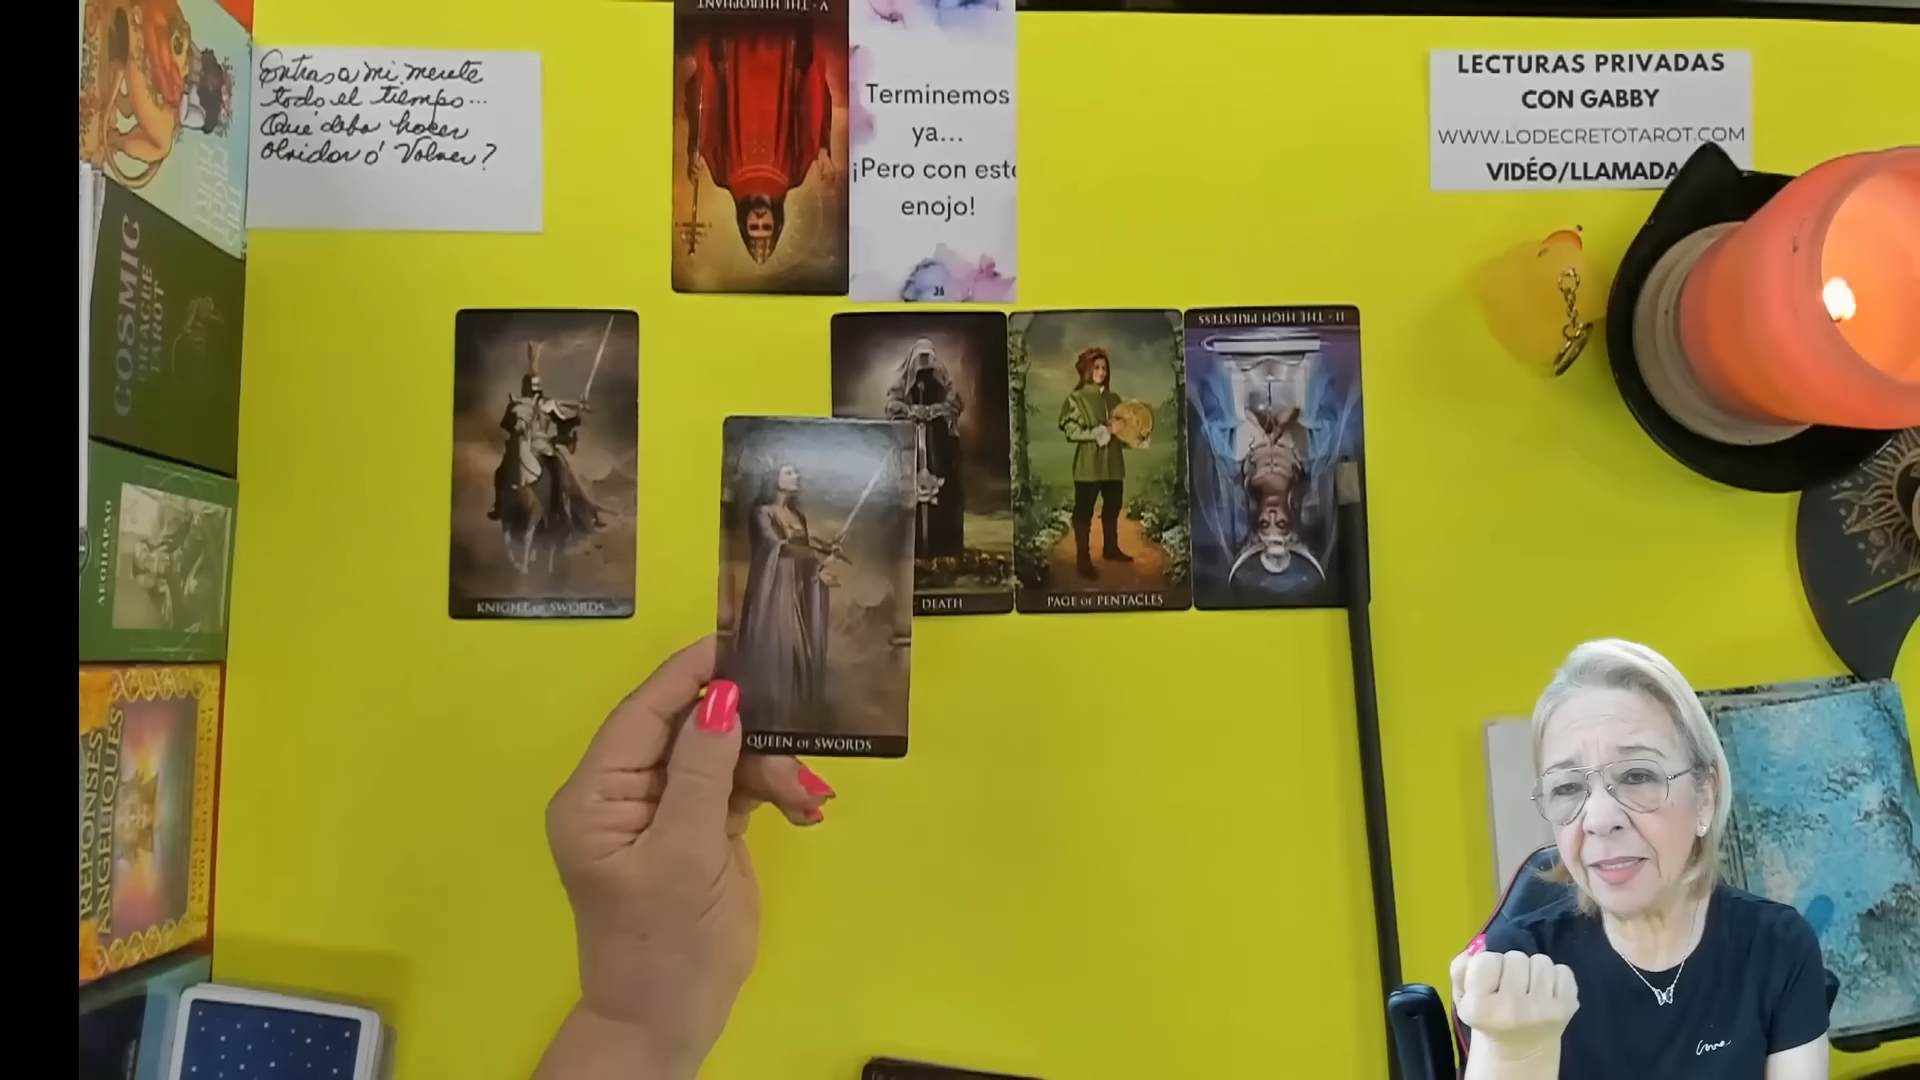 Entras a mi mente
todo el tiempo...
Qué debo hacer
olvidar ó Volver?
V - THE HIEROPHANT
Terminemos
ya...
¡Pero con este
enojo!
LECTURAS PRIVADAS
CON GABBY
WWW.LODECRETOTAROT.COM
VIDÉO/LLAMADA
COSMIC
ORACLE
TAROT
RÉPONSES
ANGÉLIQUES
KNIGHT OF SWORDS
QUEEN OF SWORDS
DEATH
PAGE OF PENTACLES
II - THE HIGH PRIESTESS
Love